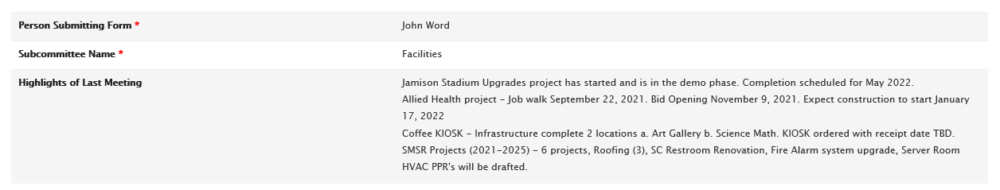 Person Submitting Form * John Word
Subcommittee Name * Facilities
Highlights of Last Meeting Jamison Stadium Upgrades project has started and is in the demo phase. Completion scheduled for May 2022.
Allied Health project - Job walk September 22, 2021. Bid Opening November 9, 2021. Expect construction to start January
17, 2022
Coffee KIOSK - Infrastructure complete 2 locations a. Art Gallery b. Science Math. KIOSK ordered with receipt date TBD.
SMSR Projects (2021-2025) - 6 projects, Roofing (3), SC Restroom Renovation, Fire Alarm system upgrade, Server Room
HVAC PPR's will be drafted.